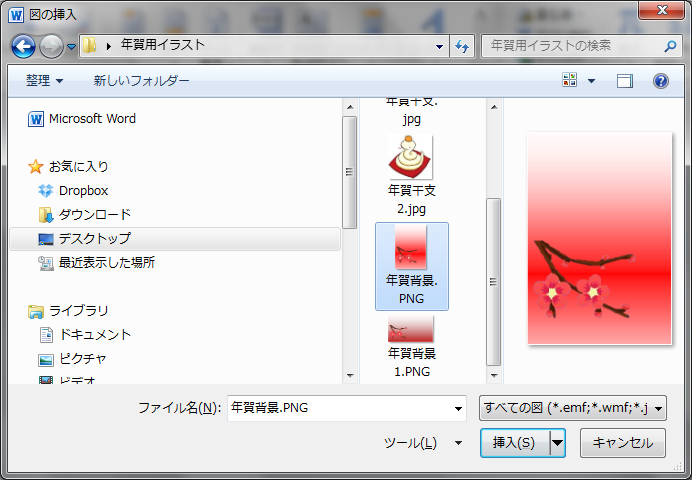 図の挿入
年賀用イラスト
年賀用イラストの検索
整理
新しいフォルダー
Microsoft Word
お気に入り
Dropbox
ダウンロード
デスクトップ
最近表示した場所
ライブラリ
ドキュメント
ピクチャ
ビデオ
年賀干支.
jpg
年賀干支
2.jpg
年賀背景.
PNG
年賀背景
1.PNG
ファイル名(N):
年賀背景.PNG
すべての図 (*.emf;*.wmf;*.j
ツール(L)
挿入(S)
キャンセル